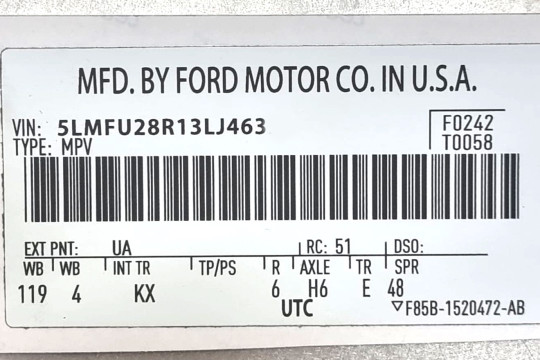 MFD. BY FORD MOTOR CO. IN U.S.A.
VIN: 5LMFU28R13LJ463
F0242
TYPE: MPV
T0058
EXT PNT: UA RC: 51 DSO:
WB WB INT TR TP/PS R AXLE TR SPR
119 4 KX 6 H6 E 48
UTC ▽F85B-1520472-AB